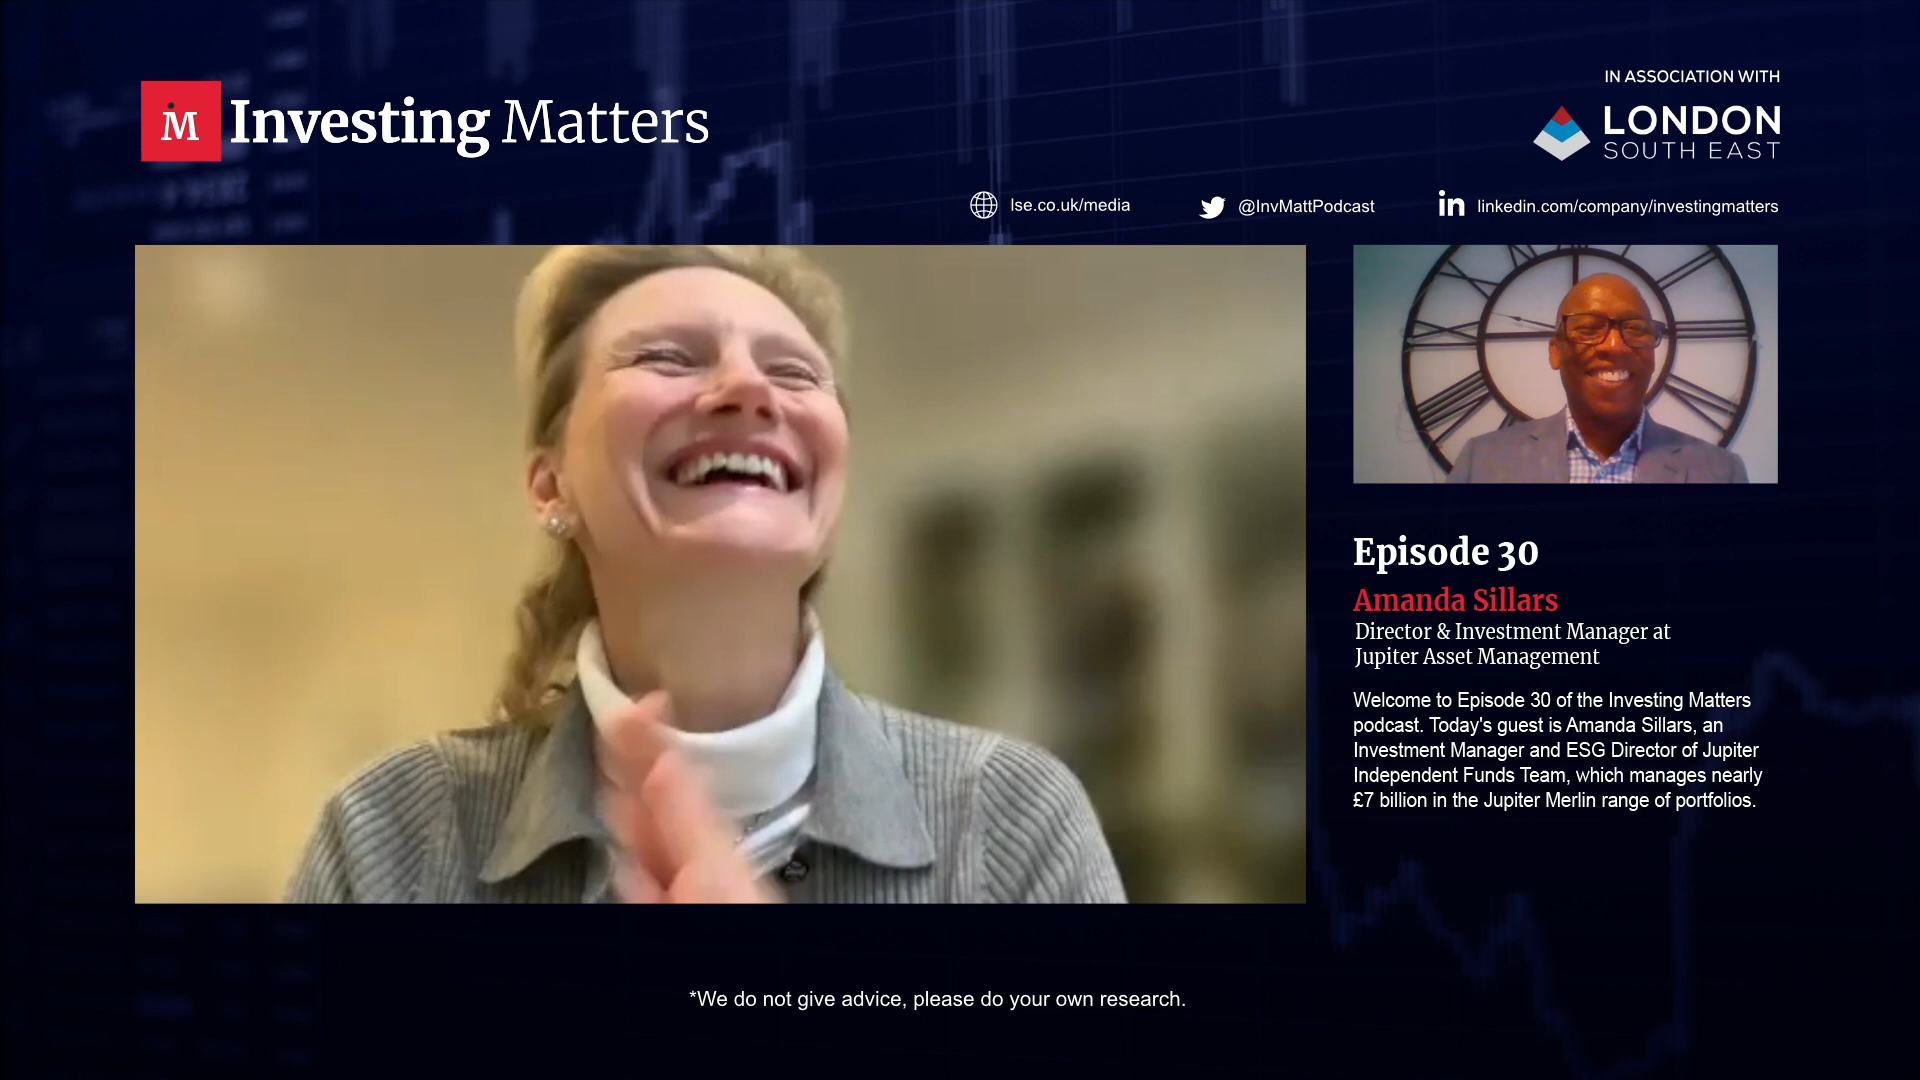 M
Investing Matters
IN ASSOCIATION WITH
LONDON
SOUTH EAST
lse.co.uk/media
@InvMattPodcast
in
linkedin.com/company/investingmatters
Episode 30
Amanda Sillars
Director & Investment Manager at
Jupiter Asset Management
Welcome to Episode 30 of the Investing Matters
podcast. Today's guest is Amanda Sillars, an
Investment Manager and ESG Director of Jupiter
Independent Funds Team, which manages nearly
£7 billion in the Jupiter Merlin range of portfolios.
*We do not give advice, please do your own research.